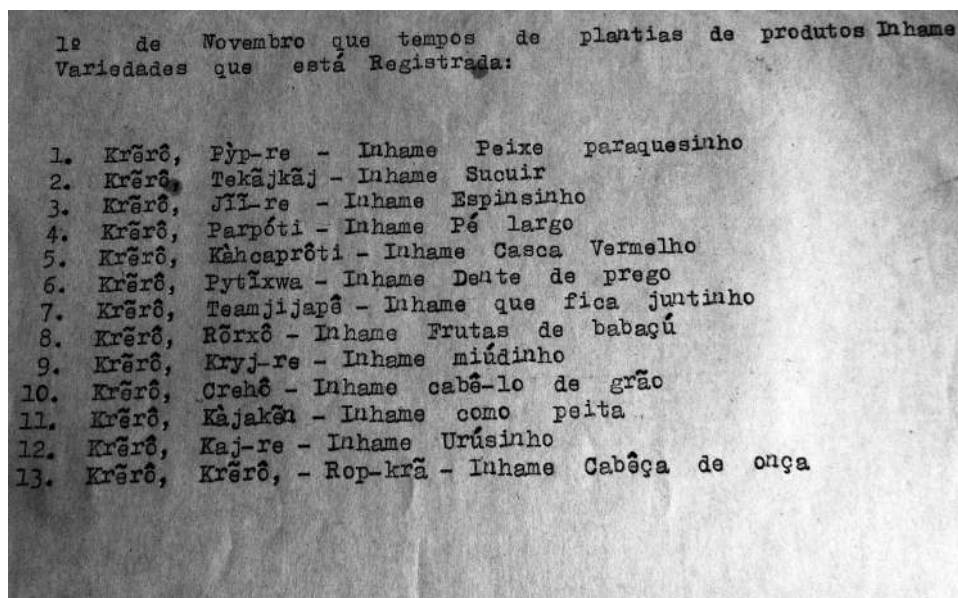 1º de Novembro que tempos de plantias de produtos Inhame
Variedades que está Registrada:
1. Krẽrô, Pỳp-re - Inhame Peixe paraquesinho
2. Krẽrô, Tekãjkãj - Inhame Sucuir
3. Krẽrô, Jĩĩ-re - Inhame Espinsinho
4. Krẽrô, Parpóti - Inhame Pé largo
5. Krẽrô, Kàhcaprôti - Inhame Casca Vermelho
6. Krẽrô, Pytĩxwa - Inhame Dente de prego
7. Krẽrô, Teamjijapê - Inhame que fica juntinho
8. Krẽrô, Rõrxô - Inhame Frutas de babaçú
9. Krẽrô, Kryj-re - Inhame miúdinho
10. Krẽrô, Crehô - Inhame cabê-lo de grão
11. Krẽrô, Kàjakẽn - Inhame como peita
12. Krẽrô, Kaj-re - Inhame Urúsinho
13. Krẽrô, Krẽrô, - Rop-krã - Inhame Cabêça de onça